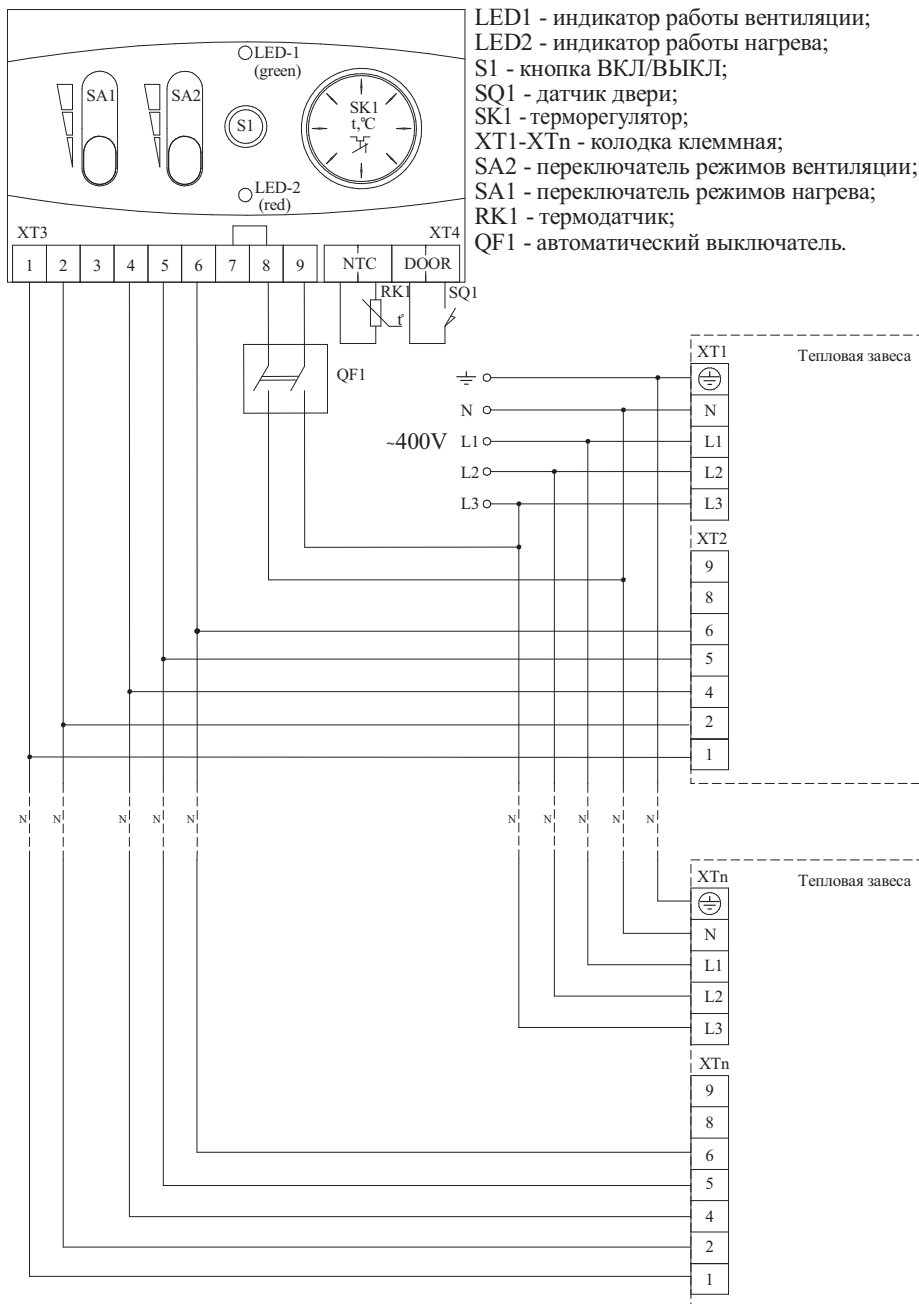 LED1 - индикатор работы вентиляции;
LED2 - индикатор работы нагрева;
S1 - кнопка ВКЛ/ВЫКЛ;
SQ1 - датчик двери;
SK1 - терморегулятор;
XT1-XTn - колодка клеммная;
SA2 - переключатель режимов вентиляции;
SA1 - переключатель режимов нагрева;
RK1 - термодатчик;
QF1 - автоматический выключатель.
LED-1
(green)
SA1
SA2
S1
SK1
t,°C
LED-2
(red)
XT3
XT4
1 2 3 4 5 6 7 8 9 NTC DOOR
RK1
t°
SQ1
QF1
XT1
Тепловая завеса
N
N
~400V
L1
L1
L2
L2
L3
L3
XT2
9
8
6
5
4
2
1
N N N N N N N N N N
XTn
Тепловая завеса
N
L1
L2
L3
XTn
9
8
6
5
4
2
1